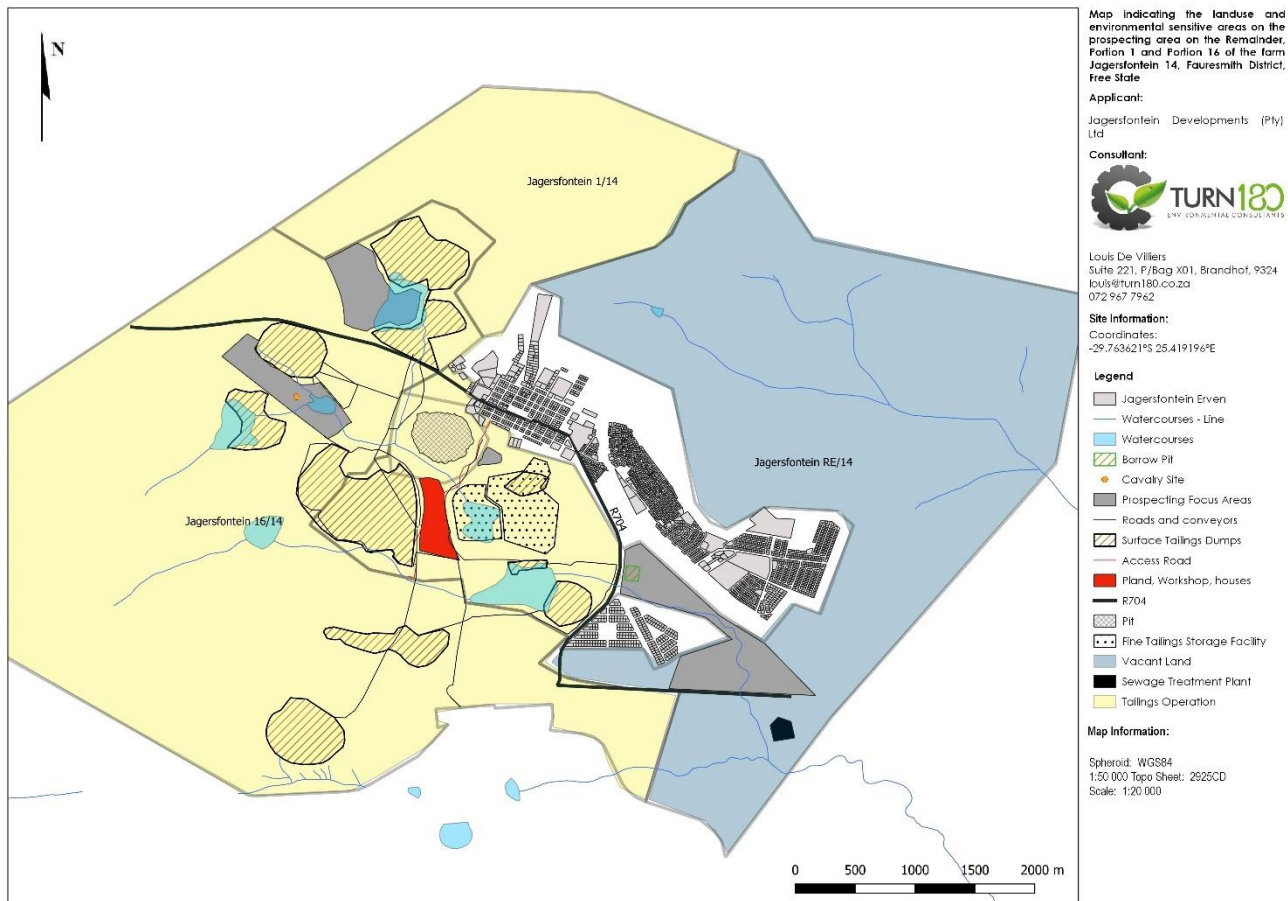 N
Jagersfontein 1/14
Jagersfontein RE/14
Jagersfontein 16/14
R704
0 500 1000 1500 2000 m
Map indicating the landuse and
environmental sensitive areas on the
prospecting area on the Remainder,
Portion 1 and Portion 16 of the farm
Jagersfontein 14, Fauresmith District,
Free State
Applicant:
Jagersfontein Developments (Pty)
Ltd
Consultant:
TURN180
ENVIRONMENTAL CONSULTANTS
Louis De Villiers
Suite 221, P/Bag X01, Brandhof, 9324
louis@turn180.co.za
072 967 7962
Site Information:
Coordinates:
-29.763621°S 25.419196°E
Legend
Jagersfontein Erven
Watercourses - Line
Watercourses
Borrow Pit
Cavalry Site
Prospecting Focus Areas
Roads and conveyors
Surface Tailings Dumps
Access Road
Pland, Workshop, houses
R704
Pit
Fine Tailings Storage Facility
Vacant Land
Sewage Treatment Plant
Tailings Operation
Map Information:
Spheroid: WGS84
1:50 000 Topo Sheet: 2925CD
Scale: 1:20 000